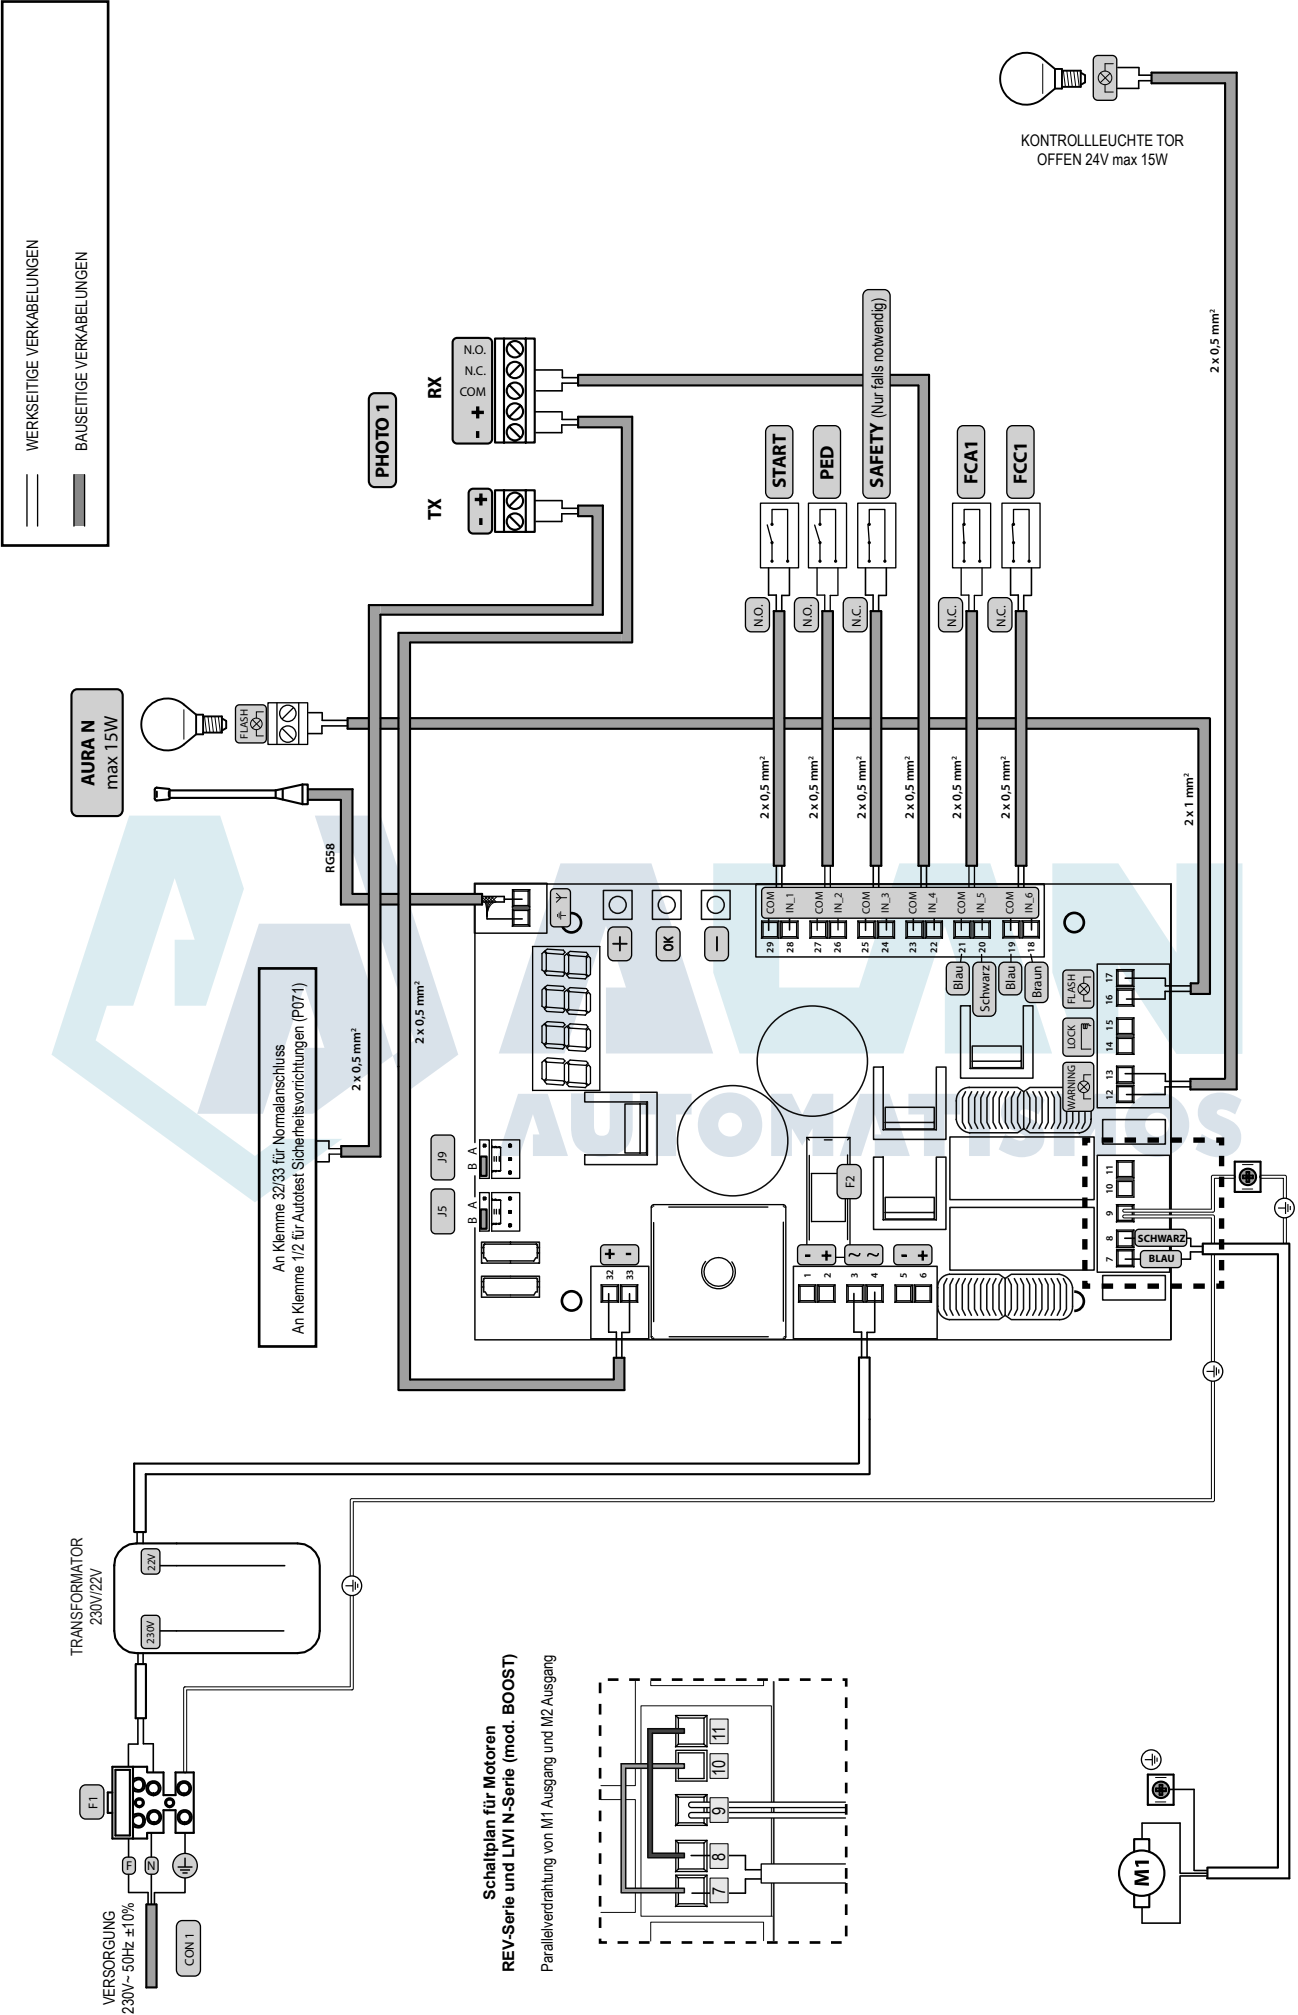 WERKSEITIGE VERKABELUNGEN
BAUSEITIGE VERKABELUNGEN
KONTROLLLEUCHTE TOR
OFFEN 24V max 15W
2 x 0,5 mm²
PHOTO 1
TX
- +
RX
- + COM N.C. N.O.
AURA N
max 15W
FLASH
RG58
An Klemme 32/33 für Normalanschluss
An Klemme 1/2 für Autotest Sicherheitsvorrichtungen (P071)
2 x 0,5 mm²
2 x 0,5 mm²
START
N.O.
2 x 0,5 mm²
PED
N.O.
2 x 0,5 mm²
SAFETY (Nur falls notwendig)
N.C.
2 x 0,5 mm²
2 x 0,5 mm²
FCA1
N.C.
2 x 0,5 mm²
FCC1
N.C.
2 x 0,5 mm²
2 x 1 mm²
+
OK
-
29 COM
28 IN_1
27 COM
26 IN_2
25 COM
24 IN_3
23 COM
22 IN_4
21 COM
20 IN_5
19 COM
18 IN_6
Blau
Schwarz
Blau
Braun
J5
B A
J9
B A
32 +
33 -
F2
1 -
2 +
3 ~
4 ~
5 -
6 +
WARNING
LOCK
FLASH
12 13 14 15 16 17
7 8 9 10 11
BLAU
SCHWARZ
TRANSFORMATOR
230V/22V
230V
22V
F1
F
N
VERSORGUNG
230V~ 50Hz ±10%
CON 1
Schaltplan für Motoren
REV-Serie und LIVI N-Serie (mod. BOOST)
Parallelverdrahtung von M1 Ausgang und M2 Ausgang
7 8 9 10 11
M1
AUTOMATISMOS